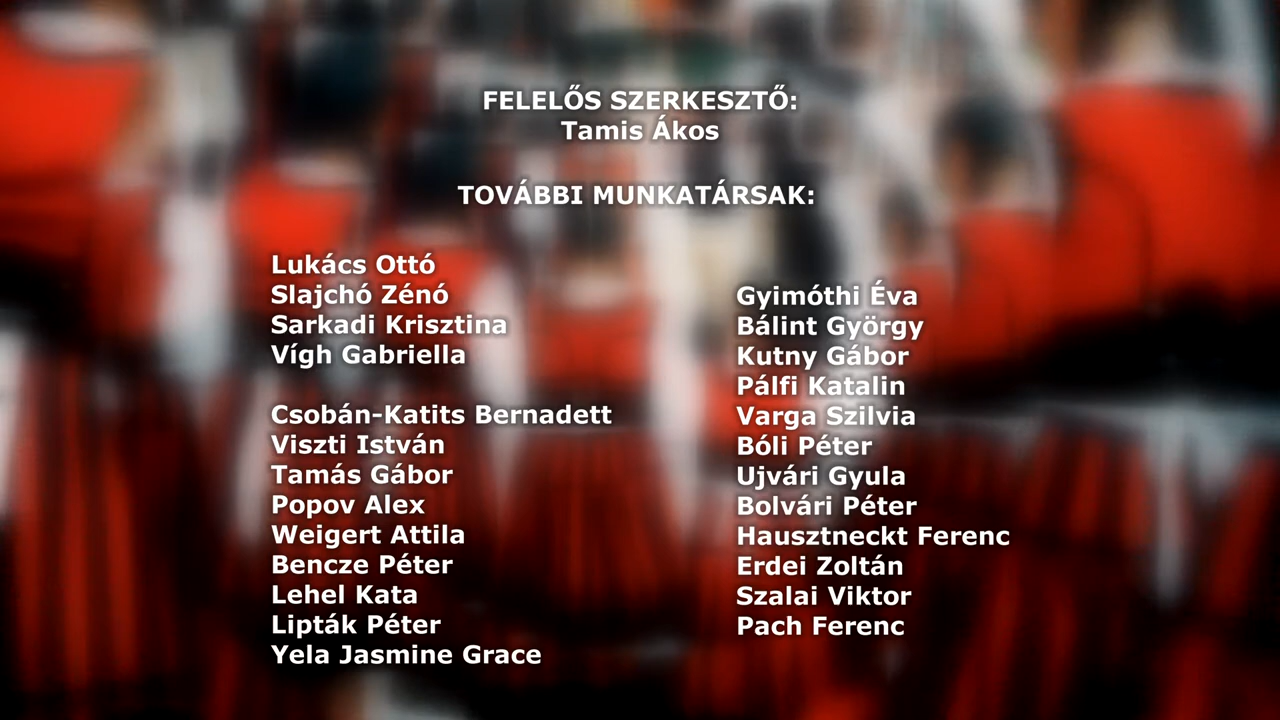 FELELŐS SZERKESZTŐ:
Tamis Ákos
TOVÁBBI MUNKATÁRSAK:
Lukács Ottó
Slajchó Zénó
Sarkadi Krisztina
Vígh Gabriella
Csobán-Katits Bernadett
Viszti István
Tamás Gábor
Popov Alex
Weigert Attila
Bencze Péter
Lehel Kata
Lipták Péter
Yela Jasmine Grace
Gyimóthi Éva
Bálint György
Kutny Gábor
Pálfi Katalin
Varga Szilvia
Bóli Péter
Ujvári Gyula
Bolvári Péter
Hausztneckt Ferenc
Erdei Zoltán
Szalai Viktor
Pach Ferenc